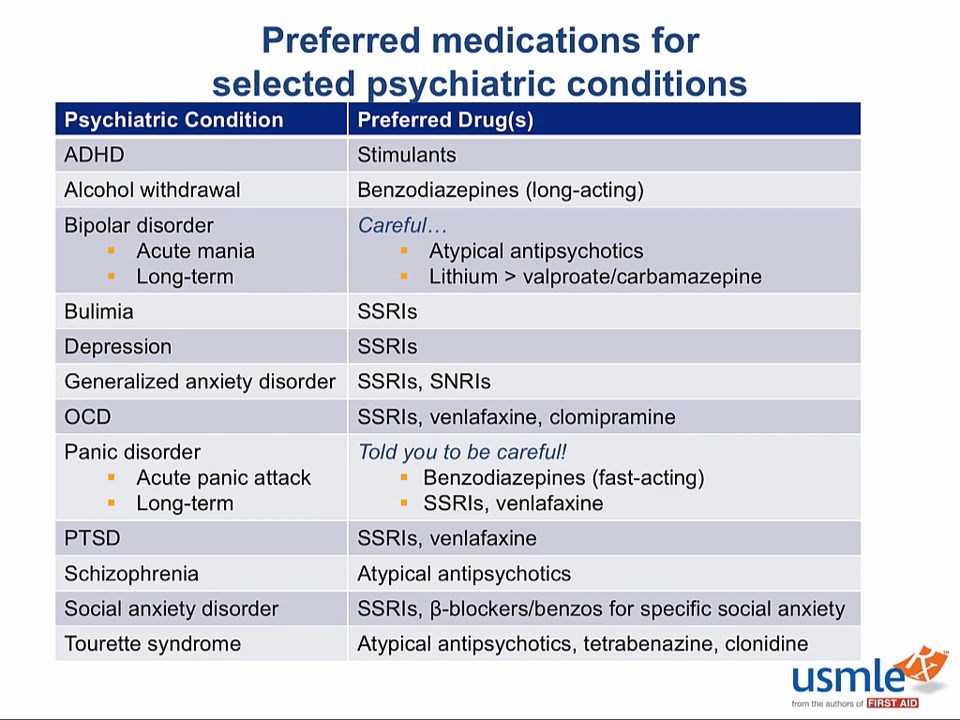 Preferred medications for
selected psychiatric conditions
Psychiatric Condition Preferred Drug(s)
ADHD Stimulants
Alcohol withdrawal Benzodiazepines (long-acting)
Bipolar disorder Careful…
▪ Acute mania ▪ Atypical antipsychotics
▪ Long-term ▪ Lithium > valproate/carbamazepine
Bulimia SSRIs
Depression SSRIs
Generalized anxiety disorder SSRIs, SNRIs
OCD SSRIs, venlafaxine, clomipramine
Panic disorder Told you to be careful!
▪ Acute panic attack ▪ Benzodiazepines (fast-acting)
▪ Long-term ▪ SSRIs, venlafaxine
PTSD SSRIs, venlafaxine
Schizophrenia Atypical antipsychotics
Social anxiety disorder SSRIs, β-blockers/benzos for specific social anxiety
Tourette syndrome Atypical antipsychotics, tetrabenazine, clonidine
usmle Rx™
from the authors of FIRST AID